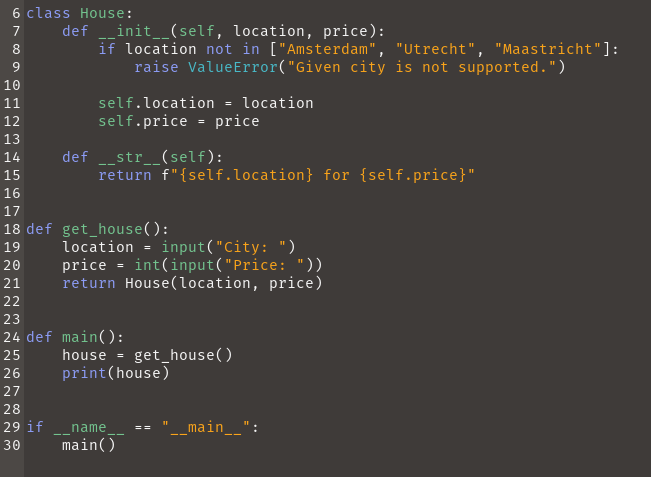 6 class House:
7     def __init__(self, location, price):
8         if location not in ["Amsterdam", "Utrecht", "Maastricht"]:
9             raise ValueError("Given city is not supported.")
10
11         self.location = location
12         self.price = price
13
14     def __str__(self):
15         return f"{self.location} for {self.price}"
16
17
18 def get_house():
19     location = input("City: ")
20     price = int(input("Price: "))
21     return House(location, price)
22
23
24 def main():
25     house = get_house()
26     print(house)
27
28
29 if __name__ == "__main__":
30     main()